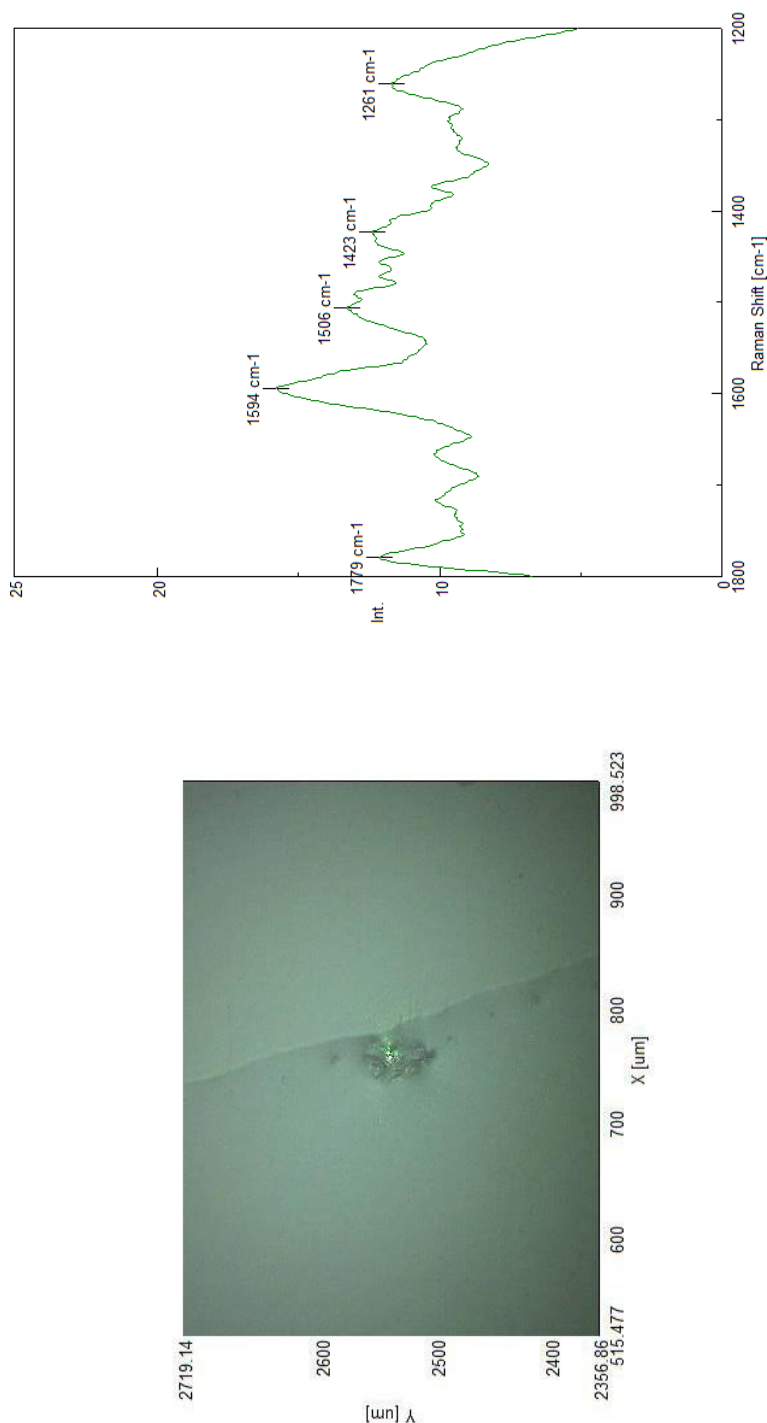 2719.14
2600
Y [um]
2500
2400
2356.86
515.477 600 700 800 900 998.523
X [um]
25
20
Int.
10
0
1594 cm-1
1506 cm-1
1779 cm-1
1423 cm-1
1261 cm-1
1800 1600 1400 1200
Raman Shift [cm-1]